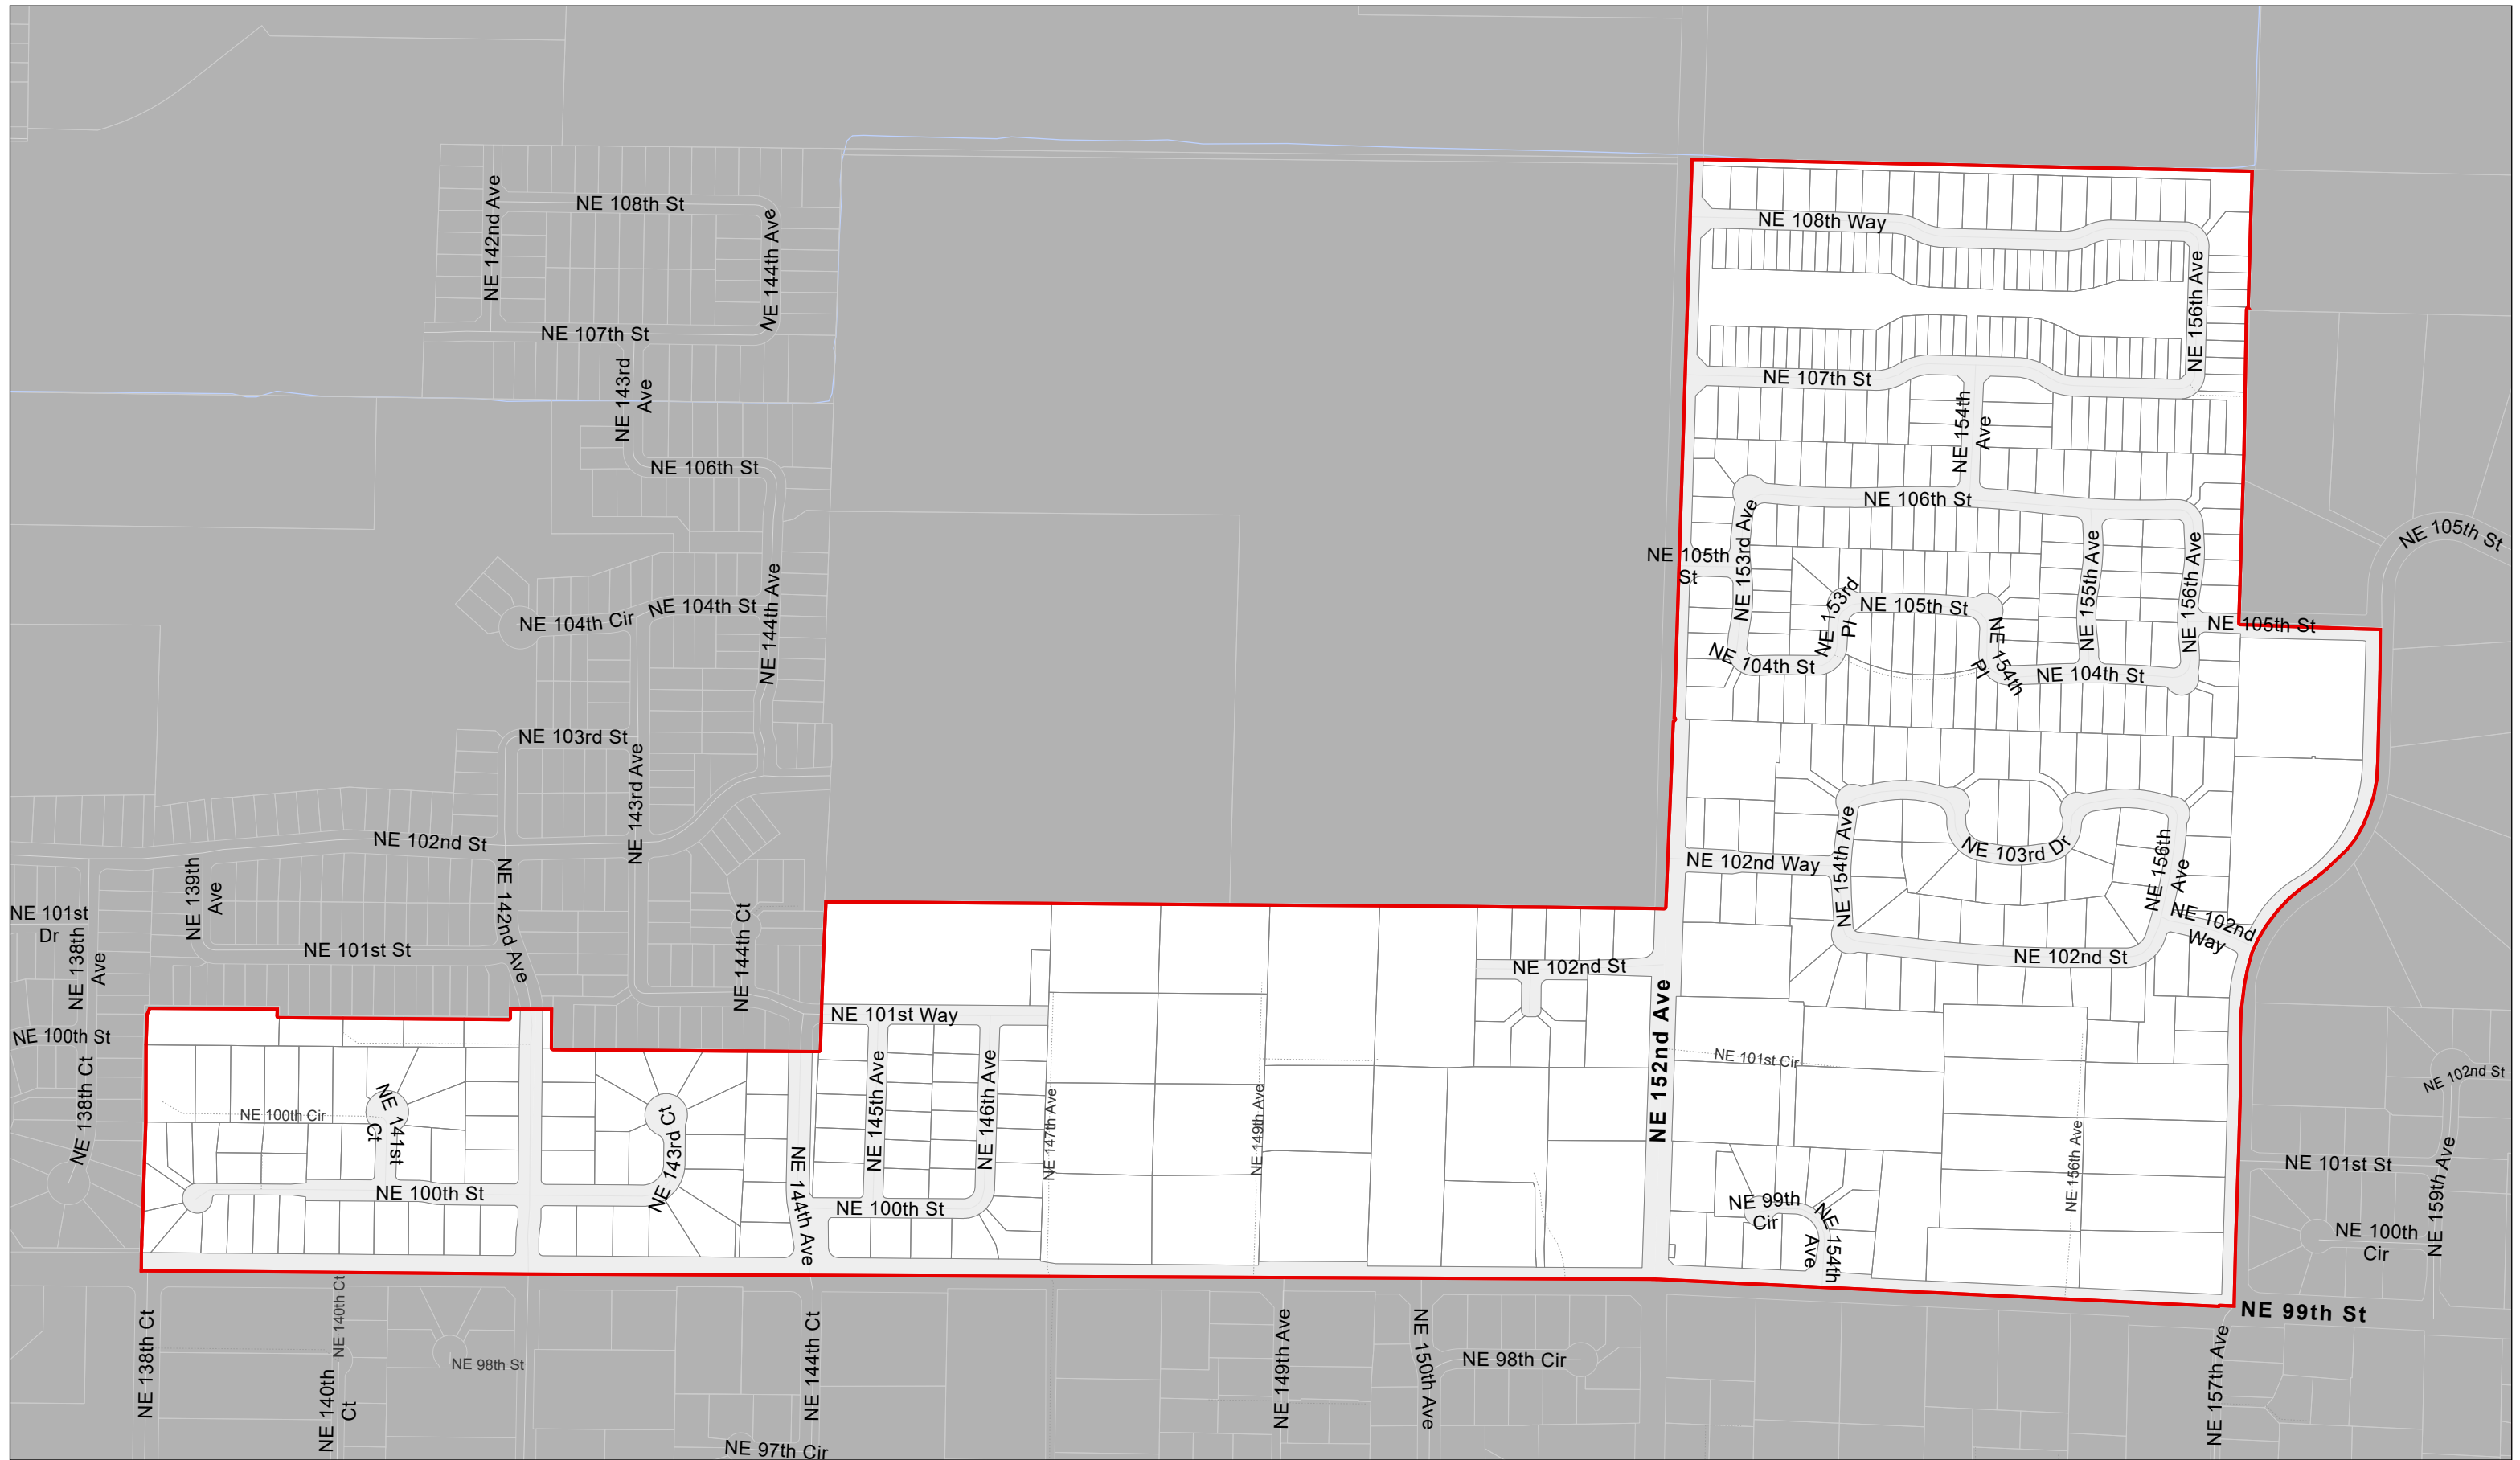 NE 108th St
NE 142nd Ave
NE 144th Ave
NE 107th St
NE 143rd
Ave
NE 106th St
NE 104th Cir
NE 104th St
NE 144th Ave
NE 103rd St
NE 143rd Ave
NE 102nd St
NE 139th
Ave
NE 142nd Ave
NE 101st
Dr
NE 138th
Ave
NE 101st St
NE 144th Ct
NE 100th St
NE 138th Ct
NE 108th Way
NE 156th Ave
NE 107th St
NE 154th
Ave
NE 106th St
NE 153rd Ave
NE 105th
St
NE 155th Ave
NE 156th Ave
NE 153rd
Pl
NE 105th St
NE 154th
Pl
NE 104th St
NE 104th St
NE 105th St
NE 105th St
NE 102nd Way
NE 154th Ave
NE 103rd Dr
NE 156th
Ave
NE 102nd
Way
NE 102nd St
NE 102nd St
NE 152nd Ave
NE 101st Way
NE 145th Ave
NE 146th Ave
NE 147th Ave
NE 149th Ave
NE 101st Cir
NE 156th Ave
NE 100th Cir
NE 141st
Ct
NE 143rd Ct
NE 100th St
NE 144th Ave
NE 100th St
NE 99th
Cir
NE 154th
Ave
NE 102nd St
NE 101st St
NE 159th Ave
NE 100th
Cir
NE 99th St
NE 138th Ct
NE 140th Ct
NE 140th
Ct
NE 98th St
NE 144th Ct
NE 97th Cir
NE 149th Ave
NE 150th Ave
NE 98th Cir
NE 157th Ave